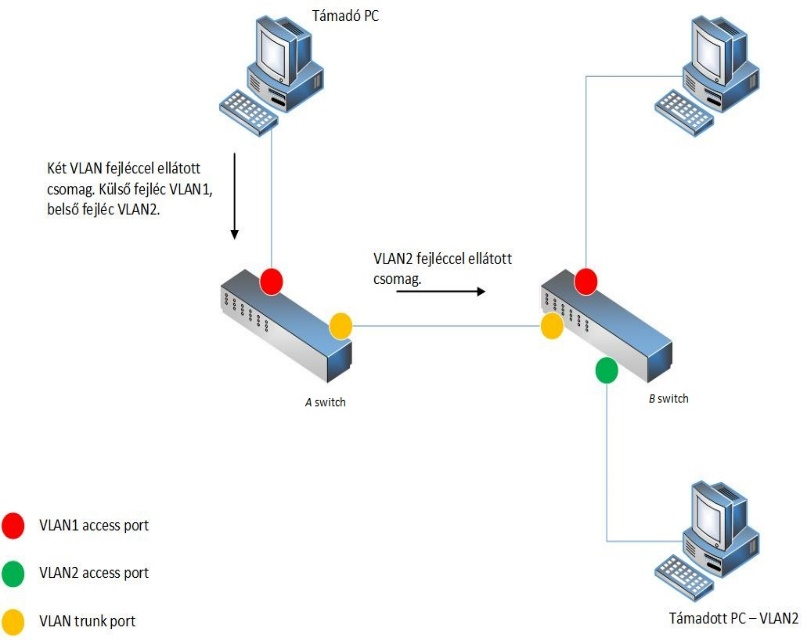 Támadó PC
Két VLAN fejléccel ellátott
csomag. Külső fejléc VLAN1,
belső fejléc VLAN2.
VLAN2 fejléccel ellátott
csomag.
A switch
B switch
VLAN1 access port
VLAN2 access port
VLAN trunk port
Támadott PC – VLAN2